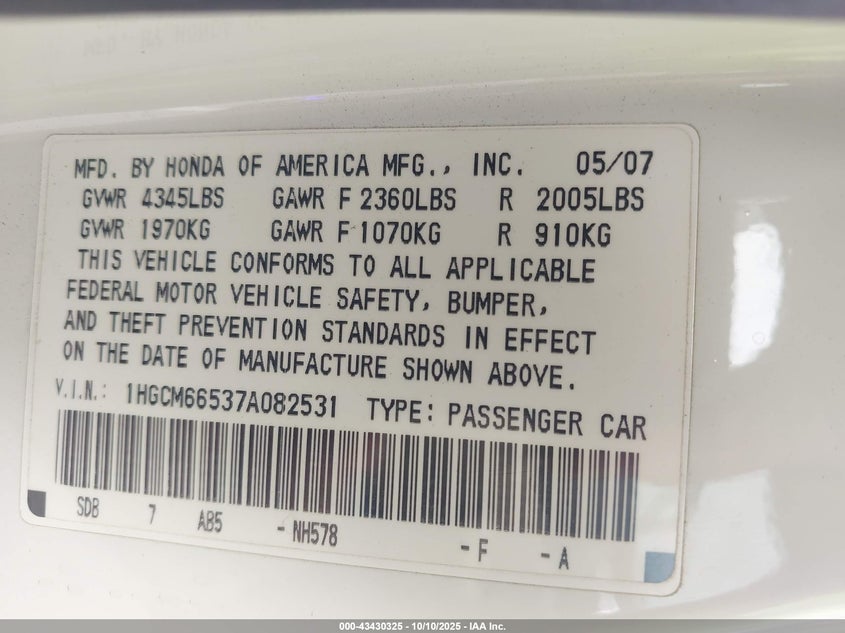 MFD. BY HONDA OF AMERICA MFG., INC. 05/07
GVWR 4345LBS GAWR F 2360LBS R 2005LBS
GVWR 1970KG GAWR F 1070KG R 910KG
THIS VEHICLE CONFORMS TO ALL APPLICABLE
FEDERAL MOTOR VEHICLE SAFETY, BUMPER,
AND THEFT PREVENTION STANDARDS IN EFFECT
ON THE DATE OF MANUFACTURE SHOWN ABOVE.
V.I.N.: 1HGCM66537A082531 TYPE: PASSENGER CAR
SDB 7 AB5 - NH578 - F - A
000-43430325 - 10/10/2025 - IAA Inc.